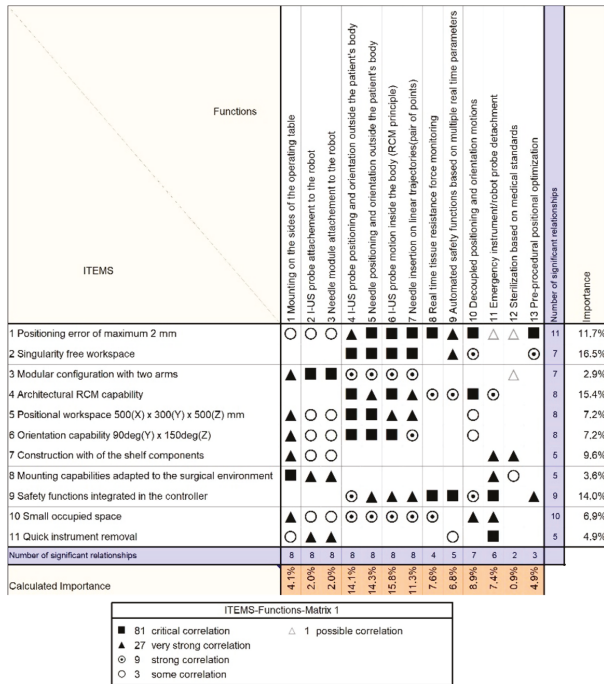 Functions
ITEMS
1 Mounting on the sides of the operating table
2 I-US probe attachement to the robot
3 Needle module attachement to the robot
4 I-US probe positioning and orientation outside the patient's body
5 Needle positioning and orientation outside the patient's body
6 I-US probe motion inside the body (RCM principle)
7 Needle insertion on linear trajectories(pair of points)
8 Real time tissue resistance force monitoring
9 Automated safety functions based on multiple real time parameters
10 Decoupled positioning and orientation motions
11 Emergency instrument/robot probe detachment
12 Sterilization based on medical standards
13 Pre-procedural positional optimization
Number of significant relationships
Importance
1 Positioning error of maximum 2 mm 11 11.7%
2 Singularity free workspace 7 16.5%
3 Modular configuration with two arms 7 2.9%
4 Architectural RCM capability 8 15.4%
5 Positional workspace 500(X) x 300(Y) x 500(Z) mm 8 7.2%
6 Orientation capability 90deg(Y) x 150deg(Z) 8 7.2%
7 Construction with of the shelf components 5 9.6%
8 Mounting capabilities adapted to the surgical environment 5 3.6%
9 Safety functions integrated in the controller 9 14.0%
10 Small occupied space 10 6.9%
11 Quick instrument removal 5 4.9%
Number of significant relationships 8 8 8 8 8 8 8 4 5 7 6 2 3
Calculated Importance 4.1% 2.0% 2.0% 14.1% 14.3% 15.8% 11.3% 7.6% 6.8% 8.9% 7.4% 0.9% 4.9%
ITEMS-Functions-Matrix 1
■ 81 critical correlation △ 1 possible correlation
▲ 27 very strong correlation
⊙ 9 strong correlation
○ 3 some correlation